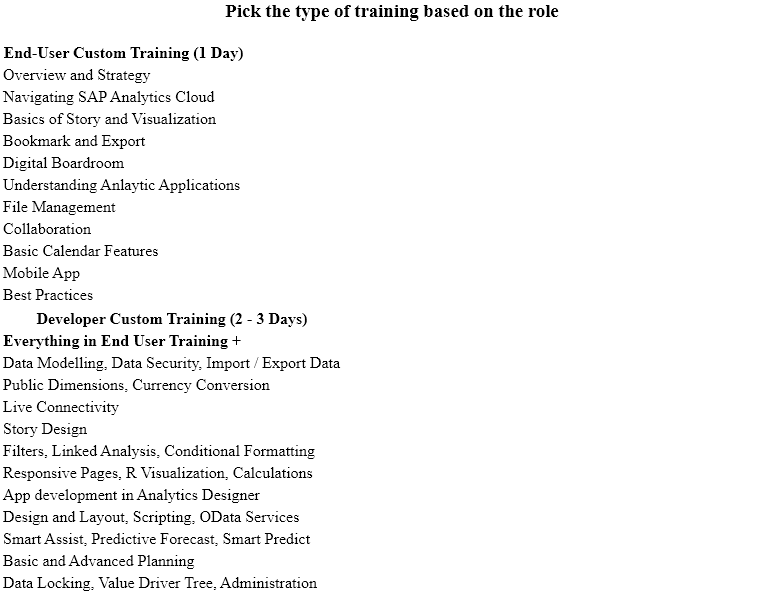 Pick the type of training based on the role
End-User Custom Training (1 Day)
Overview and Strategy
Navigating SAP Analytics Cloud
Basics of Story and Visualization
Bookmark and Export
Digital Boardroom
Understanding Anlaytic Applications
File Management
Collaboration
Basic Calendar Features
Mobile App
Best Practices
Developer Custom Training (2 - 3 Days)
Everything in End User Training +
Data Modelling, Data Security, Import / Export Data
Public Dimensions, Currency Conversion
Live Connectivity
Story Design
Filters, Linked Analysis, Conditional Formatting
Responsive Pages, R Visualization, Calculations
App development in Analytics Designer
Design and Layout, Scripting, OData Services
Smart Assist, Predictive Forecast, Smart Predict
Basic and Advanced Planning
Data Locking, Value Driver Tree, Administration